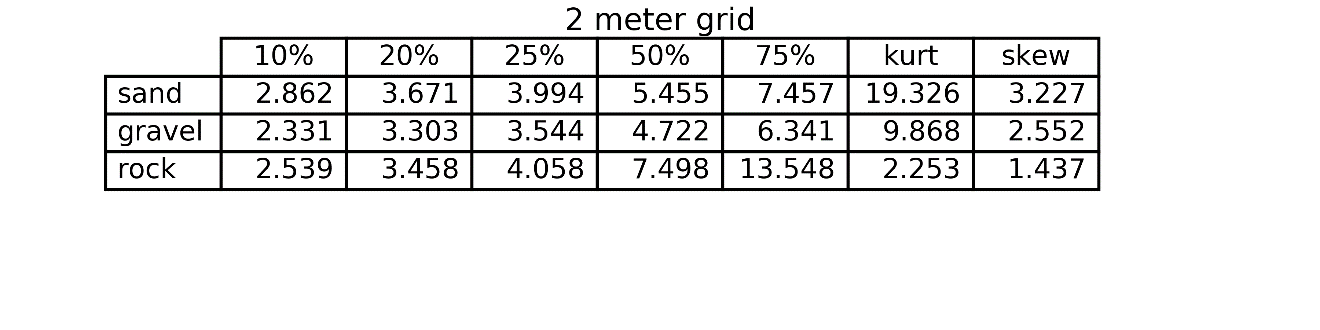 2 meter grid
10% 20% 25% 50% 75% kurt skew
sand 2.862 3.671 3.994 5.455 7.457 19.326 3.227
gravel 2.331 3.303 3.544 4.722 6.341 9.868 2.552
rock 2.539 3.458 4.058 7.498 13.548 2.253 1.437